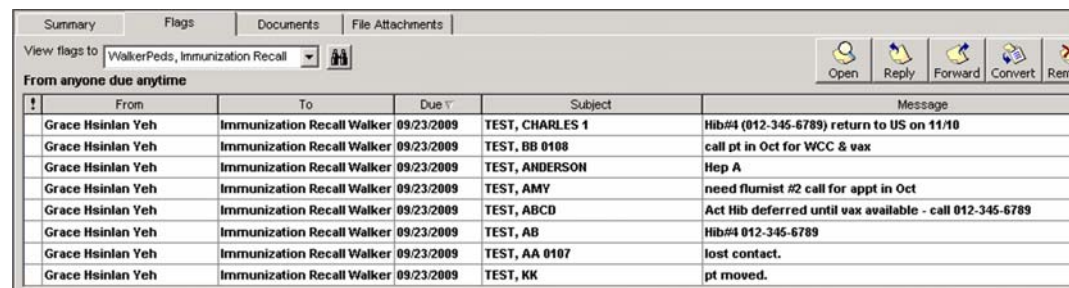 Summary Flags Documents File Attachments
View flags to WalkerPeds, Immunization Recall
Open Reply Forward Convert
From anyone due anytime
! From To Due Subject Message
Grace Hsinlan Yeh Immunization Recall Walker 09/23/2009 TEST, CHARLES 1 Hib#4 (012-345-6789) return to US on 11/10
Grace Hsinlan Yeh Immunization Recall Walker 09/23/2009 TEST, BB 0108 call pt in Oct for WCC & vax
Grace Hsinlan Yeh Immunization Recall Walker 09/23/2009 TEST, ANDERSON Hep A
Grace Hsinlan Yeh Immunization Recall Walker 09/23/2009 TEST, AMY need flumist #2 call for appt in Oct
Grace Hsinlan Yeh Immunization Recall Walker 09/23/2009 TEST, ABCD Act Hib deferred until vax available - call 012-345-6789
Grace Hsinlan Yeh Immunization Recall Walker 09/23/2009 TEST, AB Hib#4 012-345-6789
Grace Hsinlan Yeh Immunization Recall Walker 09/23/2009 TEST, AA 0107 lost contact.
Grace Hsinlan Yeh Immunization Recall Walker 09/23/2009 TEST, KK pt moved.